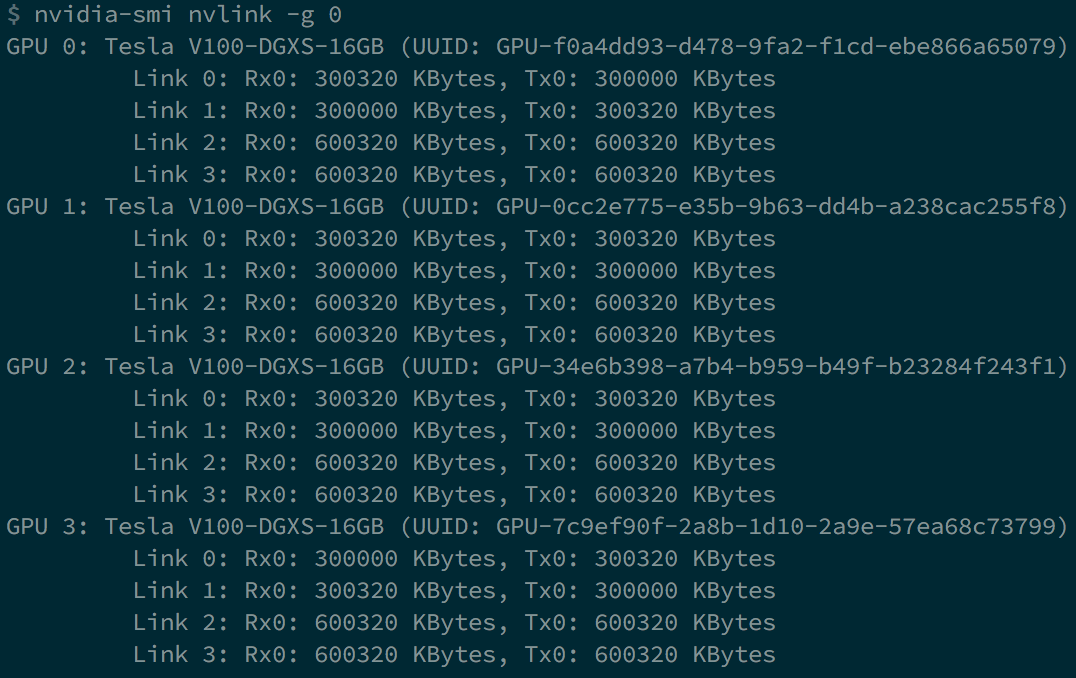 $ nvidia-smi nvlink -g 0
GPU 0: Tesla V100-DGXS-16GB (UUID: GPU-f0a4dd93-d478-9fa2-f1cd-ebe866a65079)
Link 0: Rx0: 300320 KBytes, Tx0: 300000 KBytes
Link 1: Rx0: 300000 KBytes, Tx0: 300320 KBytes
Link 2: Rx0: 600320 KBytes, Tx0: 600320 KBytes
Link 3: Rx0: 600320 KBytes, Tx0: 600320 KBytes
GPU 1: Tesla V100-DGXS-16GB (UUID: GPU-0cc2e775-e35b-9b63-dd4b-a238cac255f8)
Link 0: Rx0: 300320 KBytes, Tx0: 300320 KBytes
Link 1: Rx0: 300000 KBytes, Tx0: 300000 KBytes
Link 2: Rx0: 600320 KBytes, Tx0: 600320 KBytes
Link 3: Rx0: 600320 KBytes, Tx0: 600320 KBytes
GPU 2: Tesla V100-DGXS-16GB (UUID: GPU-34e6b398-a7b4-b959-b49f-b23284f243f1)
Link 0: Rx0: 300320 KBytes, Tx0: 300320 KBytes
Link 1: Rx0: 300000 KBytes, Tx0: 300000 KBytes
Link 2: Rx0: 600320 KBytes, Tx0: 600320 KBytes
Link 3: Rx0: 600320 KBytes, Tx0: 600320 KBytes
GPU 3: Tesla V100-DGXS-16GB (UUID: GPU-7c9ef90f-2a8b-1d10-2a9e-57ea68c73799)
Link 0: Rx0: 300000 KBytes, Tx0: 300320 KBytes
Link 1: Rx0: 300320 KBytes, Tx0: 300000 KBytes
Link 2: Rx0: 600320 KBytes, Tx0: 600320 KBytes
Link 3: Rx0: 600320 KBytes, Tx0: 600320 KBytes